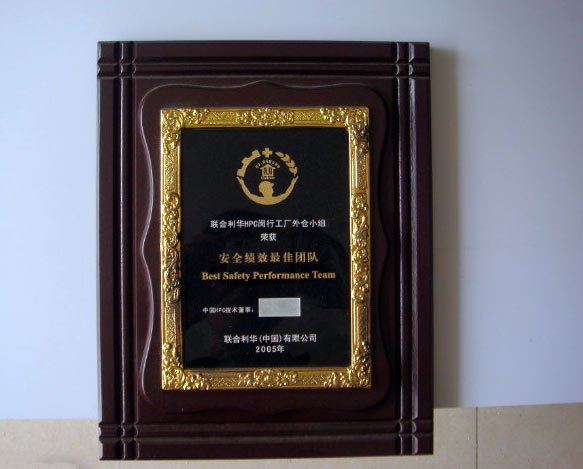 联合利华HPC闵行工厂外仓小组
荣获
安全绩效最佳团队
Best Safety Performance Team
中国HPC技术董事：
联合利华(中国)有限公司
2005年